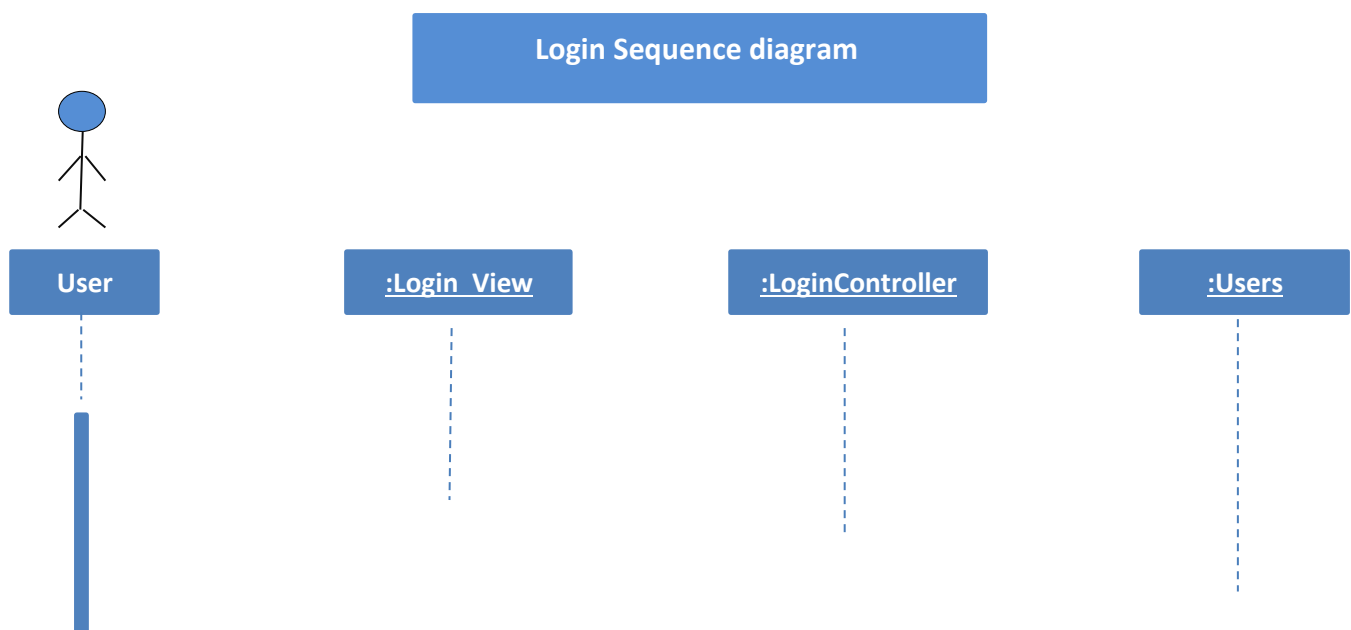 Login Sequence diagram
User
:Login_View
:LoginController
:Users